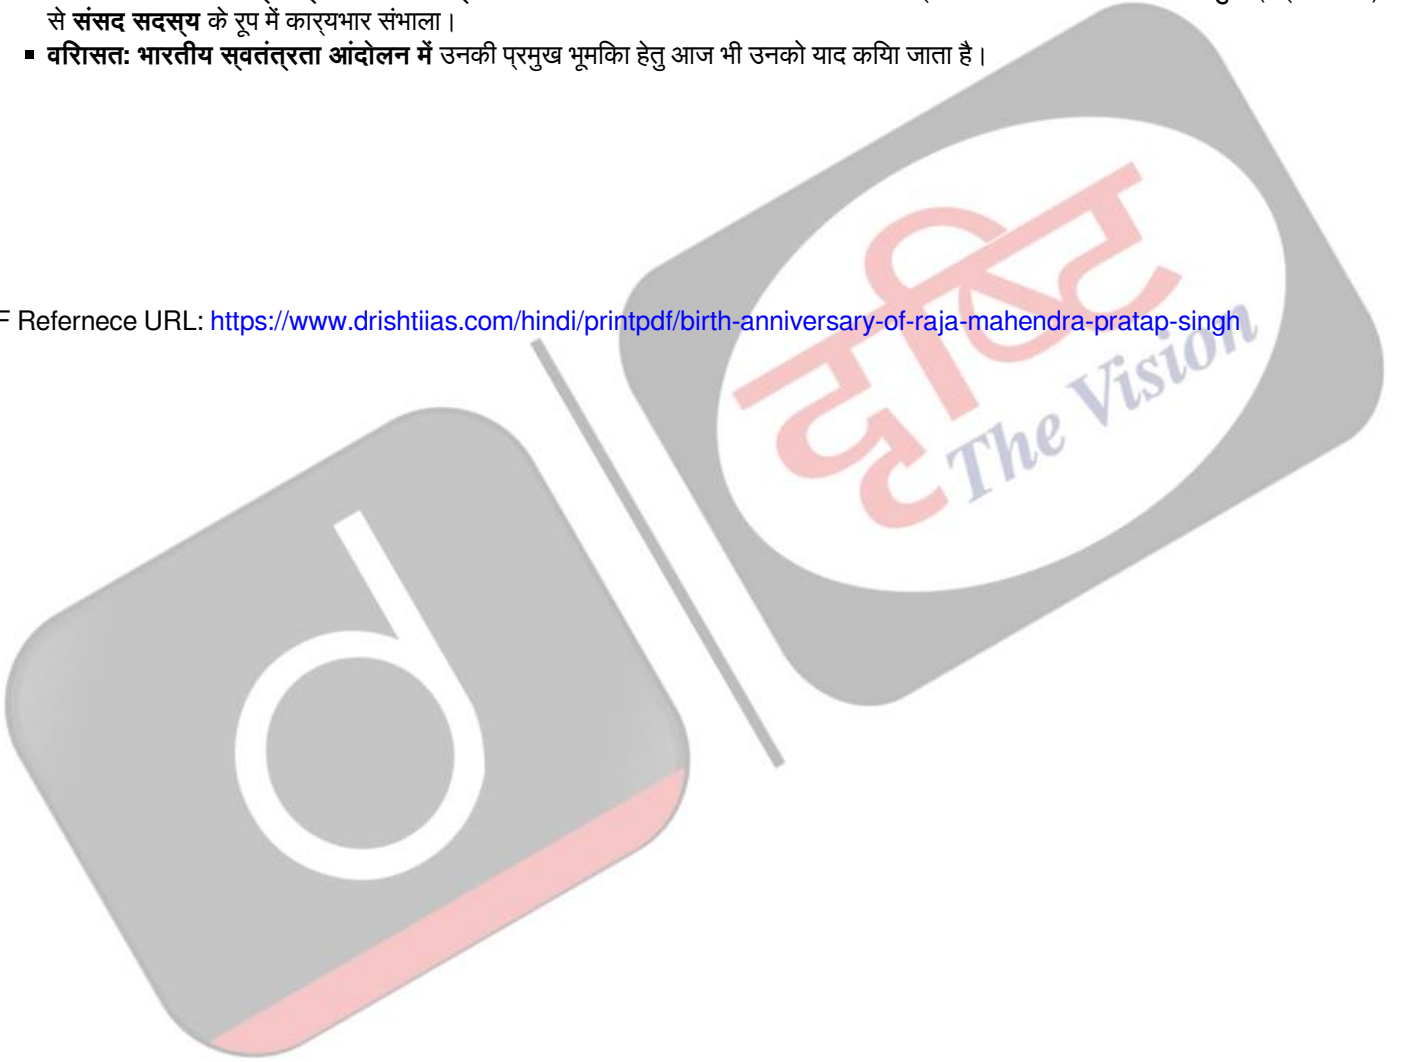 से संसद सदस्य के रूप में कार्यभार संभाला।
▪ विरासत: भारतीय स्वतंत्रता आंदोलन में उनकी प्रमुख भूमिका हेतु आज भी उनको याद किया जाता है।
F Refernece URL: https://www.drishtiias.com/hindi/printpdf/birth-anniversary-of-raja-mahendra-pratap-singh
दृष्टि
The Vision
d